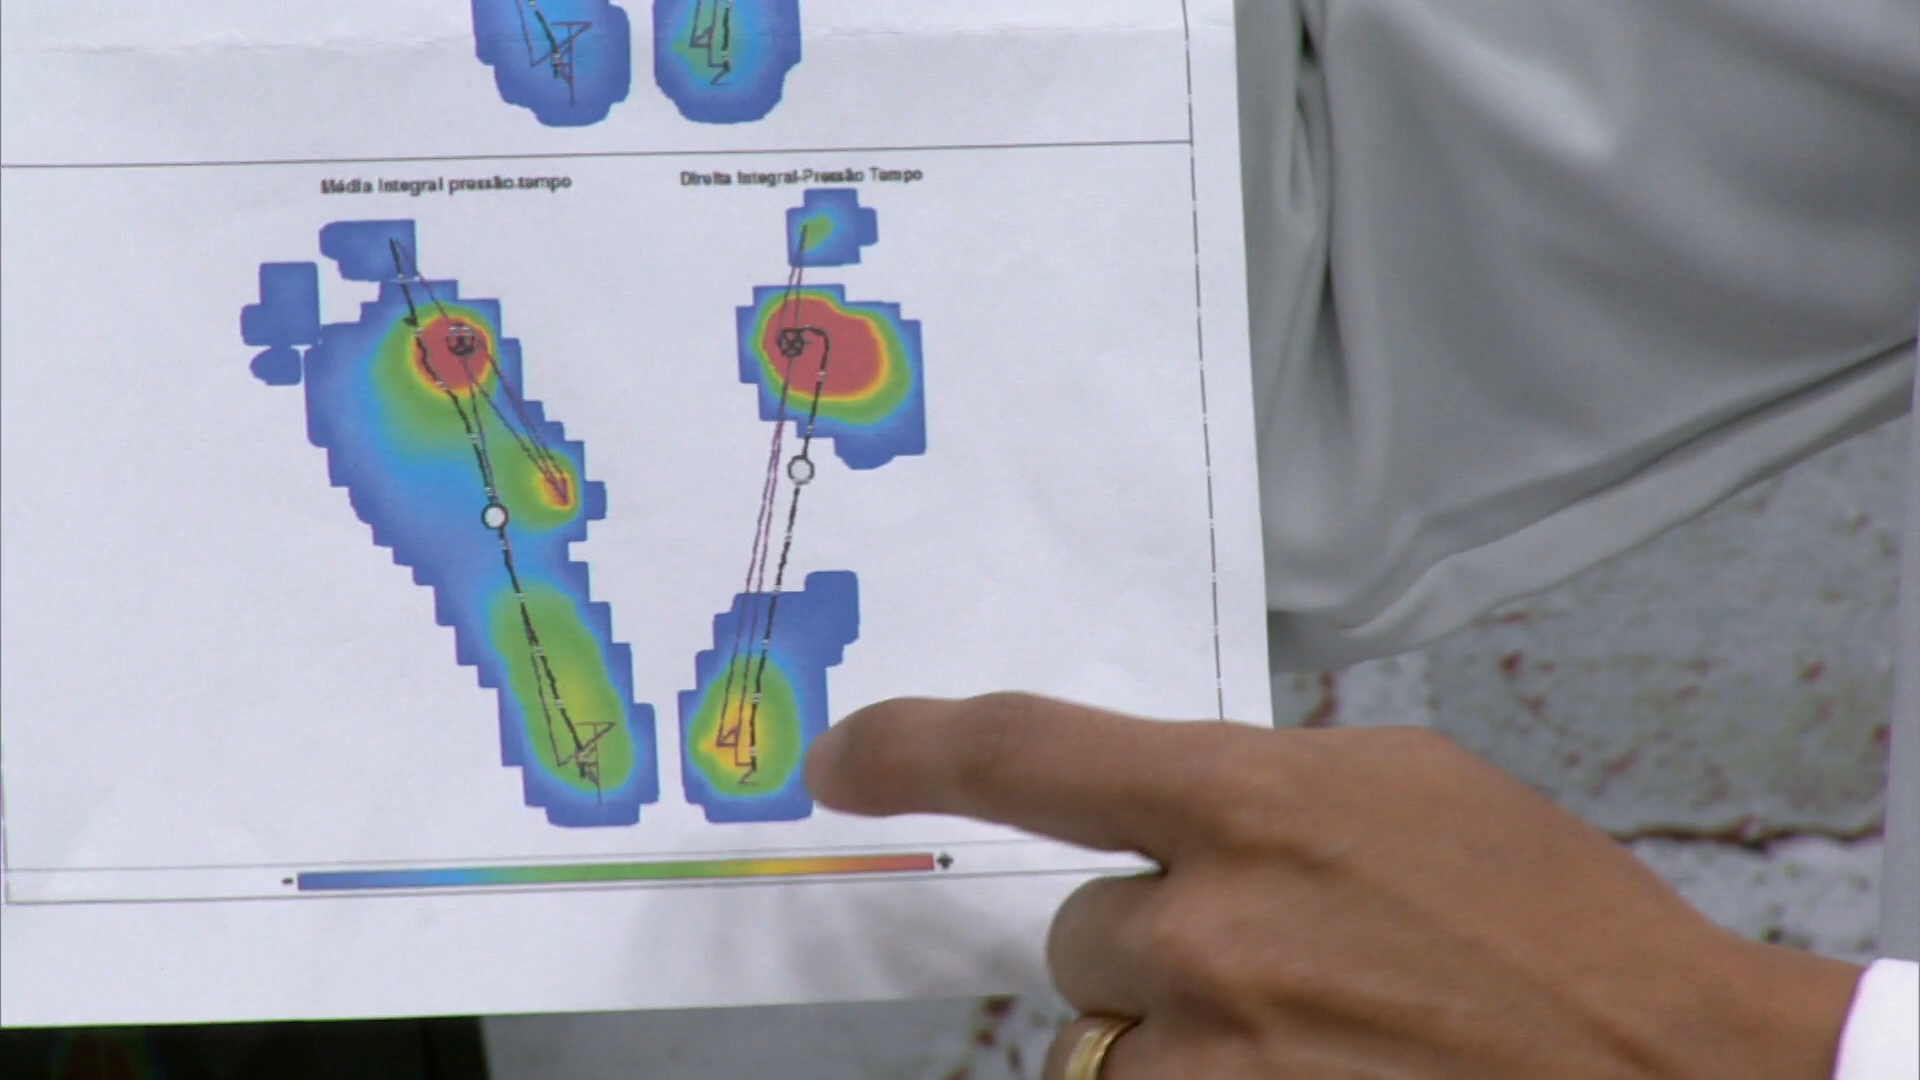 Média Integral pressão.tempo
Direita Integral-Pressão Tempo
- +